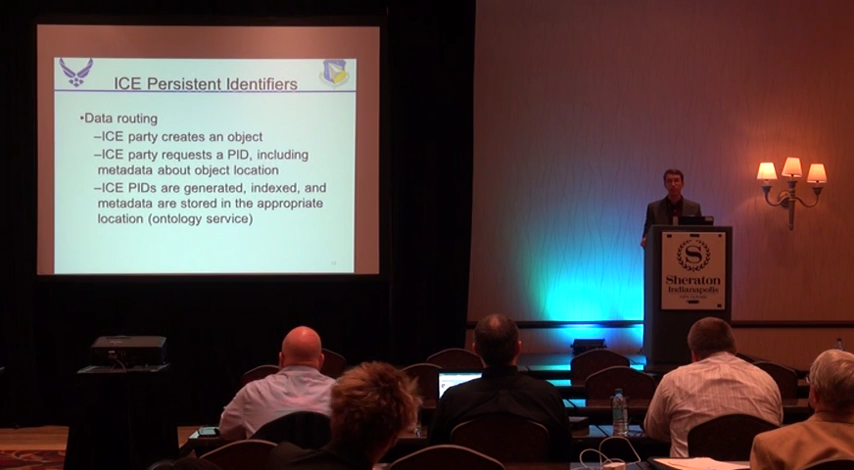 ICE Persistent Identifiers
•Data routing
–ICE party creates an object
–ICE party requests a PID, including
metadata about object location
–ICE PIDs are generated, indexed, and
metadata are stored in the appropriate
location (ontology service)
S
Sheraton
Indianapolis